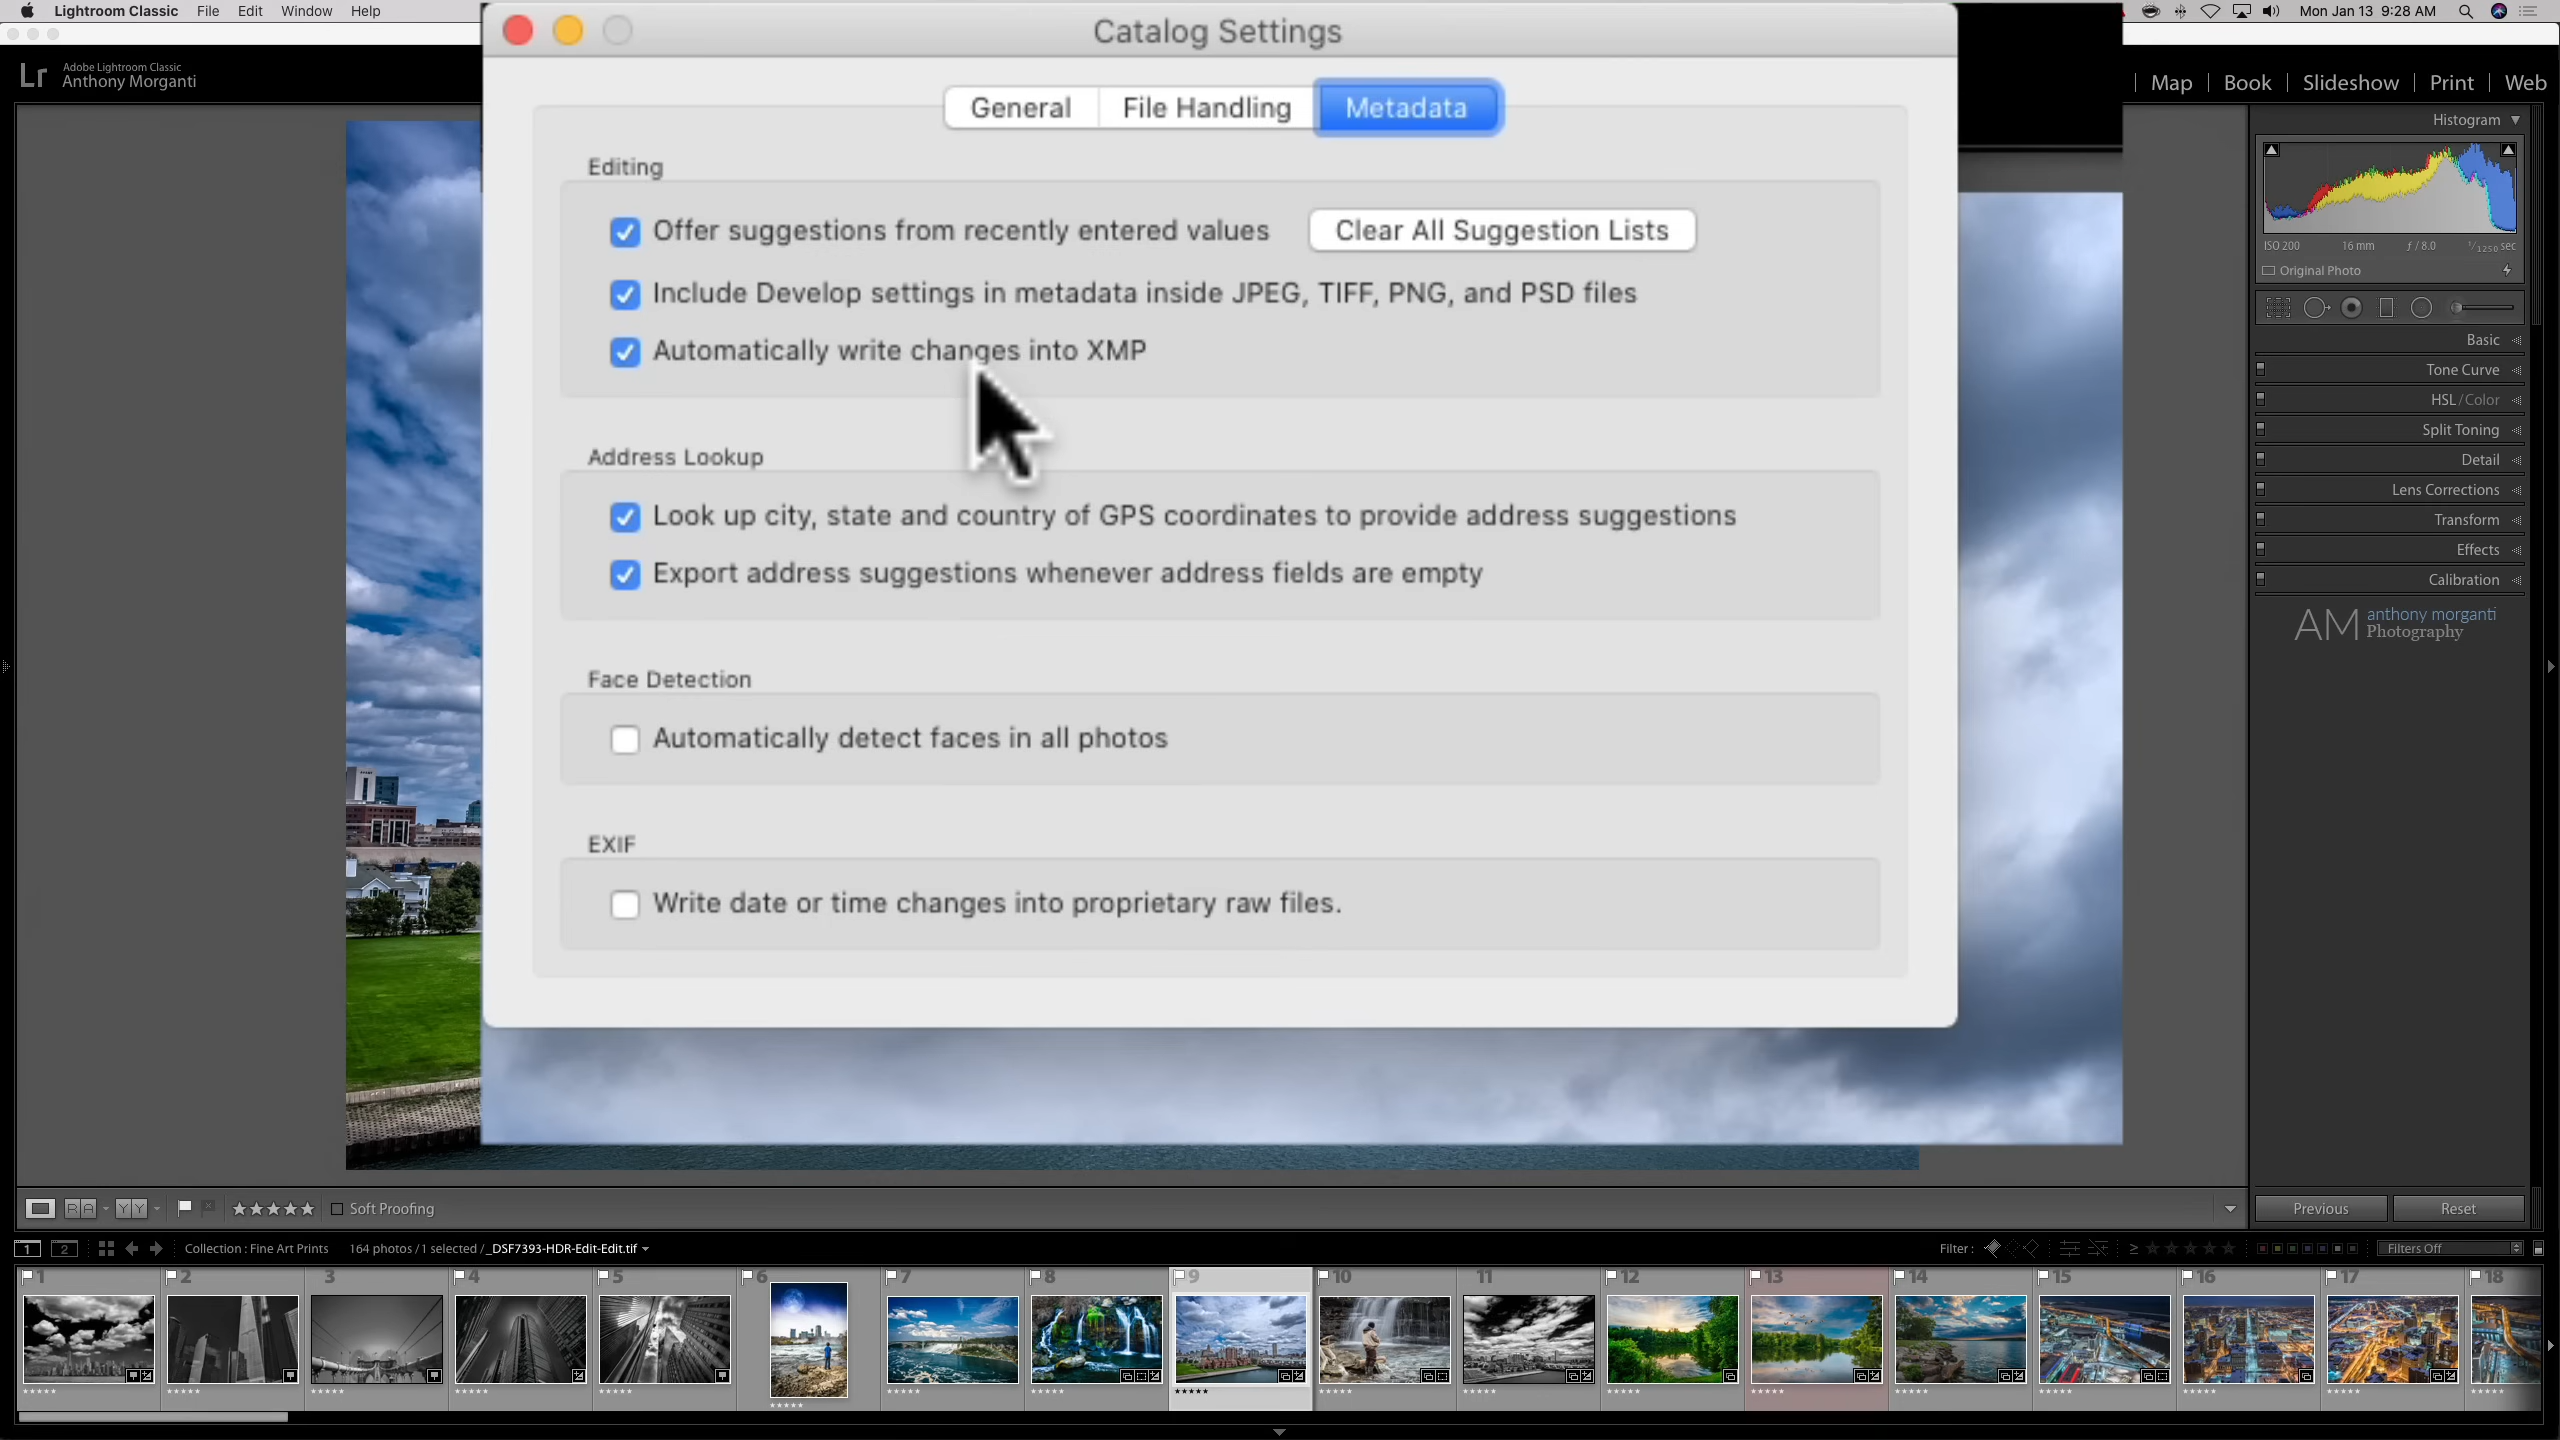 Lightroom Classic File Edit Window Help
Mon Jan 13 9:28 AM
Catalog Settings
Lr Adobe Lightroom Classic
Anthony Morganti
Map | Book | Slideshow | Print | Web
General File Handling Metadata
Editing
Offer suggestions from recently entered values Clear All Suggestion Lists
Include Develop settings in metadata inside JPEG, TIFF, PNG, and PSD files
Automatically write changes into XMP
Address Lookup
Look up city, state and country of GPS coordinates to provide address suggestions
Export address suggestions whenever address fields are empty
Face Detection
Automatically detect faces in all photos
EXIF
Write date or time changes into proprietary raw files.
Histogram
ISO 200 16 mm ƒ / 8.0 1/1250 sec
Original Photo
Basic
Tone Curve
HSL / Color
Split Toning
Detail
Lens Corrections
Transform
Effects
Calibration
AM anthony morganti
Photography
RA YY Soft Proofing
Previous Reset
1 2 Collection : Fine Art Prints 164 photos / 1 selected / _DSF7393-HDR-Edit-Edit.tif
Filter : ≥ Filters Off
1 2 3 4 5 6 7 8 9 10 11 12 13 14 15 16 17 18